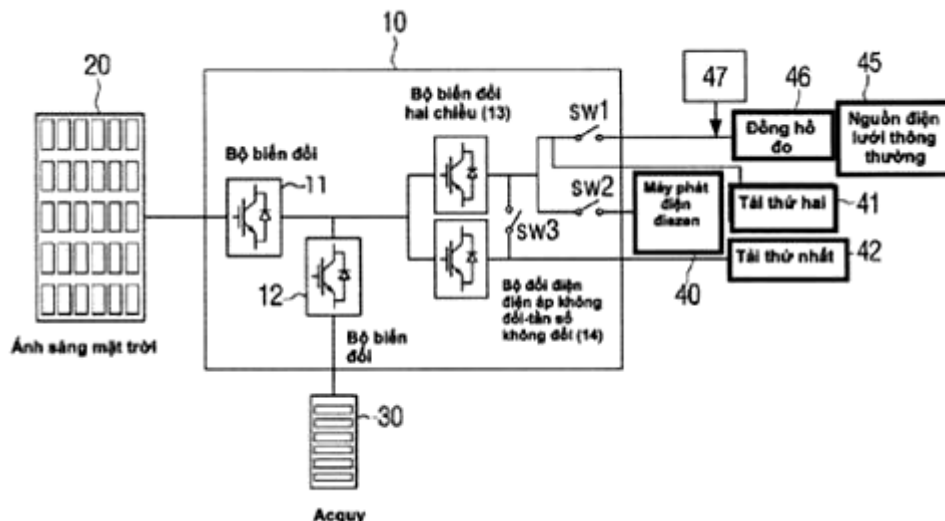 10
20
47
46
45
Bộ biến đổi
hai chiều (13)
SW1
Đồng hồ
đo
Nguồn điện
lưới thông
thường
Bộ biến đổi
11
SW2
Máy phát
điện
điezen
Tải thứ hai
41
SW3
Tải thứ nhất
42
12
40
Bộ đổi điện
điện áp không
đổi-tần số
không đổi (14)
Bộ biến
đổi
Ánh sáng mặt trời
30
Acquy